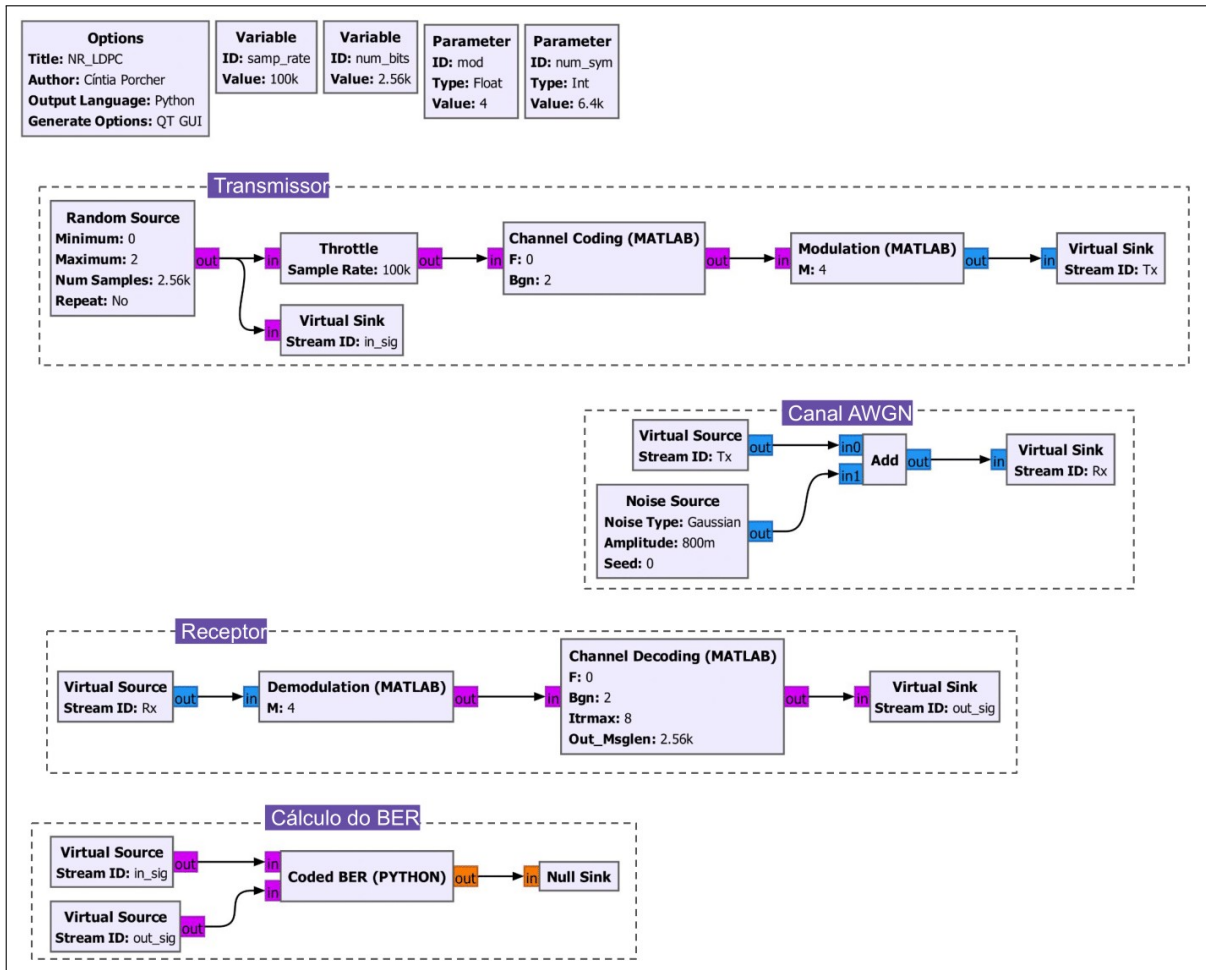 Options
Title: NR_LDPC
Author: Cíntia Porcher
Output Language: Python
Generate Options: QT GUI
Variable
ID: samp_rate
Value: 100k
Variable
ID: num_bits
Value: 2.56k
Parameter
ID: mod
Type: Float
Value: 4
Parameter
ID: num_sym
Type: Int
Value: 6.4k
Transmissor
Random Source
Minimum: 0
Maximum: 2
Num Samples: 2.56k
Repeat: No
out
in
Throttle
Sample Rate: 100k
out
in
Virtual Sink
Stream ID: in_sig
in
Channel Coding (MATLAB)
F: 0
Bgn: 2
out
in
Modulation (MATLAB)
M: 4
out
in
Virtual Sink
Stream ID: Tx
Canal AWGN
Virtual Source
Stream ID: Tx
out
Noise Source
Noise Type: Gaussian
Amplitude: 800m
Seed: 0
out
in0
in1
Add
out
in
Virtual Sink
Stream ID: Rx
Receptor
Virtual Source
Stream ID: Rx
out
in
Demodulation (MATLAB)
M: 4
out
in
Channel Decoding (MATLAB)
F: 0
Bgn: 2
Itrmax: 8
Out_Msglen: 2.56k
out
in
Virtual Sink
Stream ID: out_sig
Cálculo do BER
Virtual Source
Stream ID: in_sig
out
Virtual Source
Stream ID: out_sig
out
in
in
Coded BER (PYTHON)
out
in
Null Sink